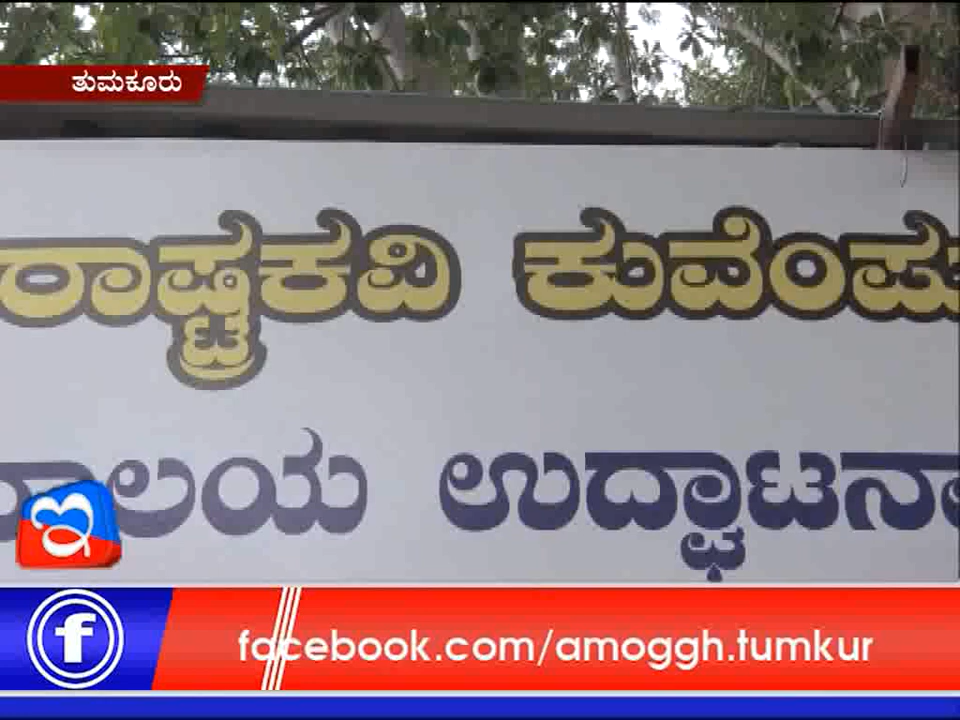 ತುಮಕೂರು
ರಾಷ್ಟ್ರಕವಿ ಕುವೆಂಪು
ಾಲಯ ಉದ್ಘಾಟನಾ
ಇ
facebook.com/amoggh.tumkur